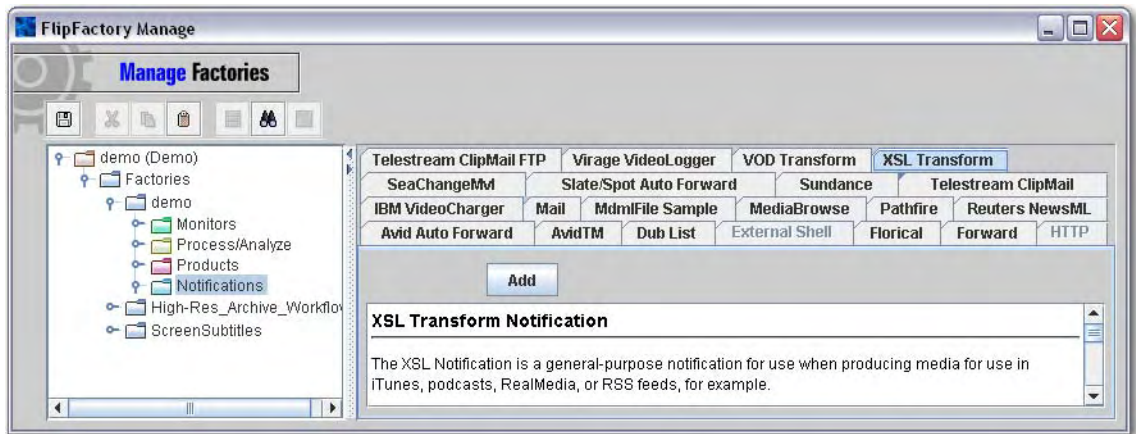 FlipFactory Manage
Manage Factories
demo (Demo)
Factories
demo
Monitors
Process/Analyze
Products
Notifications
High-Res_Archive_Workflo
ScreenSubtitles
Telestream ClipMail FTP Virage VideoLogger VOD Transform XSL Transform
SeaChangeMvl Slate/Spot Auto Forward Sundance Telestream ClipMail
IBM VideoCharger Mail MdmlFile Sample MediaBrowse Pathfire Reuters NewsML
Avid Auto Forward AvidTM Dub List External Shell Florical Forward HTTP
Add
XSL Transform Notification
The XSL Notification is a general-purpose notification for use when producing media for use in
iTunes, podcasts, RealMedia, or RSS feeds, for example.